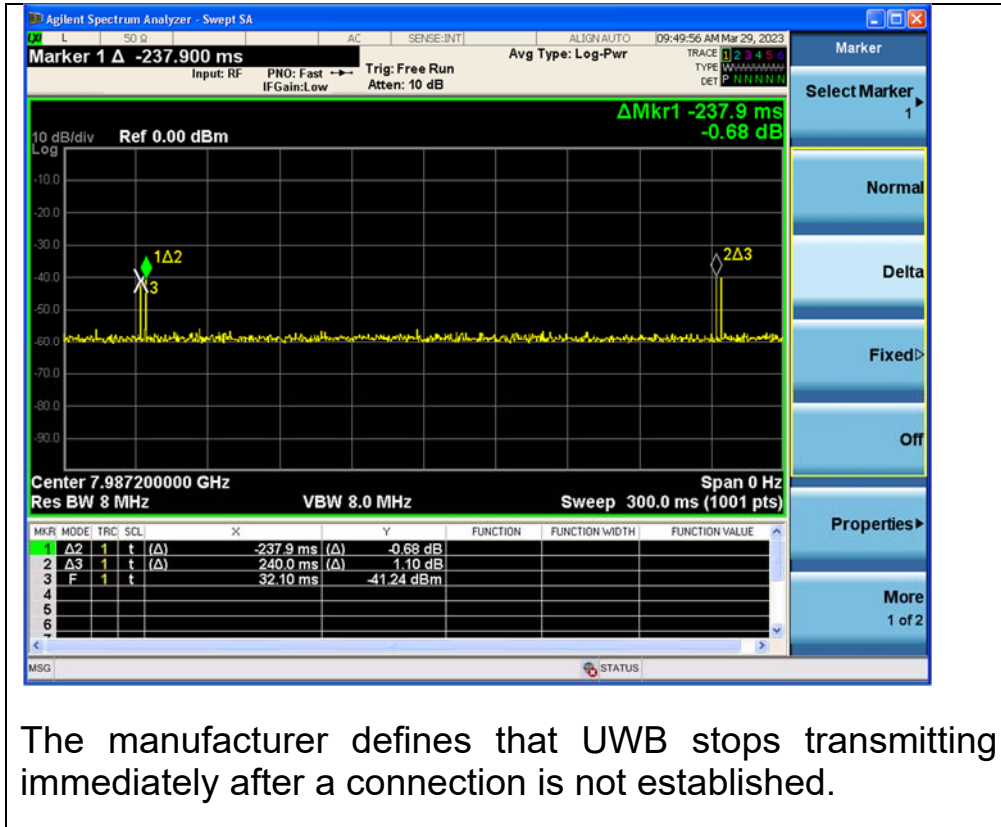 Agilent Spectrum Analyzer - Swept SA
LXI L 50 Ω AC SENSE:INT ALIGN AUTO 09:49:56 AM Mar 29, 2023
Marker 1 Δ -237.900 ms
Input: RF PNO: Fast Trig: Free Run Avg Type: Log-Pwr TRACE 1 2 3 4 5 6
IFGain:Low Atten: 10 dB TYPE WWWWWW
DET P N N N N N
ΔMkr1 -237.9 ms
-0.68 dB
10 dB/div Ref 0.00 dBm
Log
-10.0
-20.0
-30.0
-40.0
-50.0
-60.0
-70.0
-80.0
-90.0
1Δ2
3
2Δ3
Center 7.987200000 GHz Span 0 Hz
Res BW 8 MHz VBW 8.0 MHz Sweep 300.0 ms (1001 pts)
MKR MODE TRC SCL X Y FUNCTION FUNCTION WIDTH FUNCTION VALUE
1 Δ2 1 t (Δ) -237.9 ms (Δ) -0.68 dB
2 Δ3 1 t (Δ) 240.0 ms (Δ) 1.10 dB
3 F 1 t 32.10 ms -41.24 dBm
4
5
6
MSG STATUS
Marker
Select Marker
1
Normal
Delta
Fixed
Off
Properties
More
1 of 2
The manufacturer defines that UWB stops transmitting
immediately after a connection is not established.